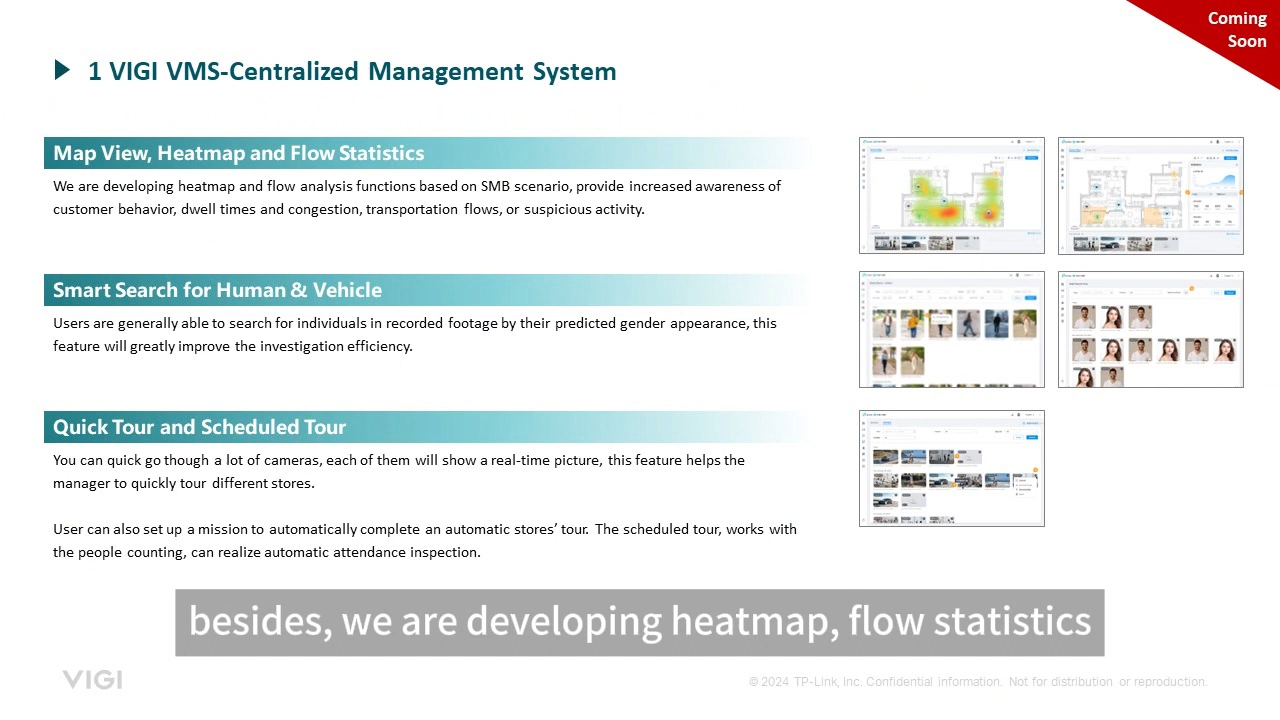 Coming
Soon
1 VIGI VMS-Centralized Management System
Map View, Heatmap and Flow Statistics
We are developing heatmap and flow analysis functions based on SMB scenario, provide increased awareness of
customer behavior, dwell times and congestion, transportation flows, or suspicious activity.
Smart Search for Human & Vehicle
Users are generally able to search for individuals in recorded footage by their predicted gender appearance, this
feature will greatly improve the investigation efficiency.
Quick Tour and Scheduled Tour
You can quick go though a lot of cameras, each of them will show a real-time picture, this feature helps the
manager to quickly tour different stores.
User can also set up a mission to automatically complete an automatic stores’ tour. The scheduled tour, works with
the people counting, can realize automatic attendance inspection.
besides, we are developing heatmap, flow statistics
VIGI
© 2024 TP-Link, Inc. Confidential information. Not for distribution or reproduction.